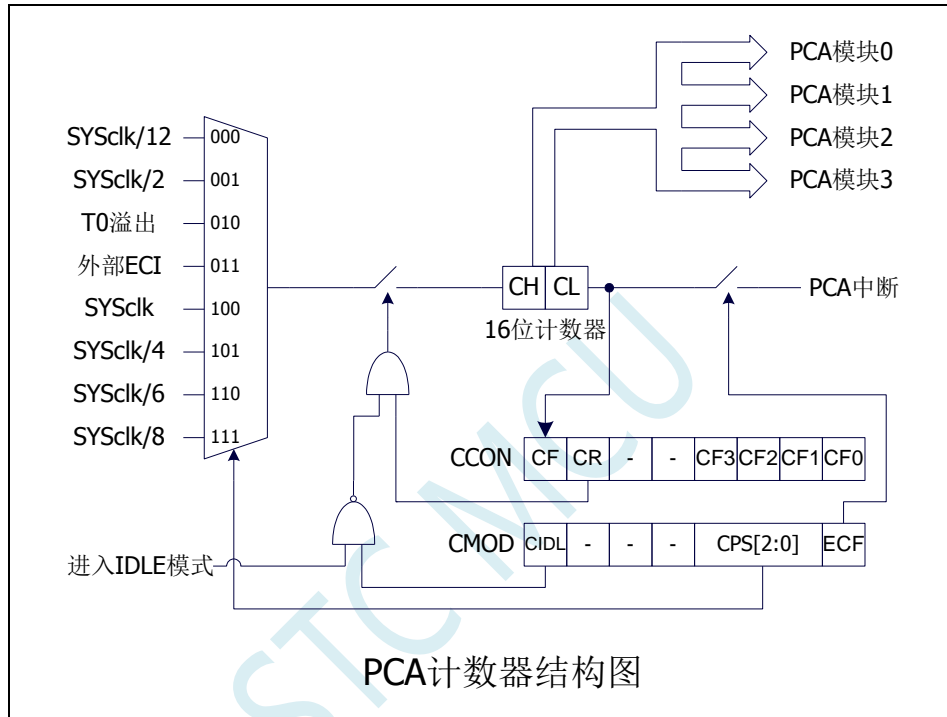 PCA模块0
PCA模块1
PCA模块2
PCA模块3
SYSclk/12 000
SYSclk/2 001
T0溢出 010
外部ECI 011
SYSclk 100
SYSclk/4 101
SYSclk/6 110
SYSclk/8 111
CH CL
16位计数器
PCA中断
CCON CF CR - - CF3 CF2 CF1 CF0
CMOD CIDL - - - CPS[2:0] ECF
进入IDLE模式
STC MCU
PCA计数器结构图